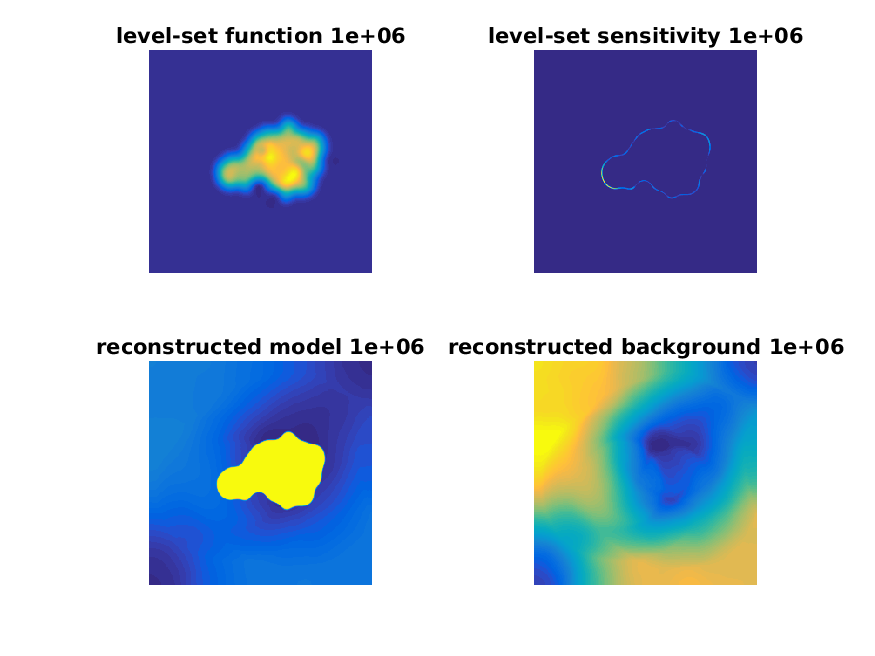 level-set function 1e+06
level-set sensitivity 1e+06
reconstructed model 1e+06
reconstructed background 1e+06